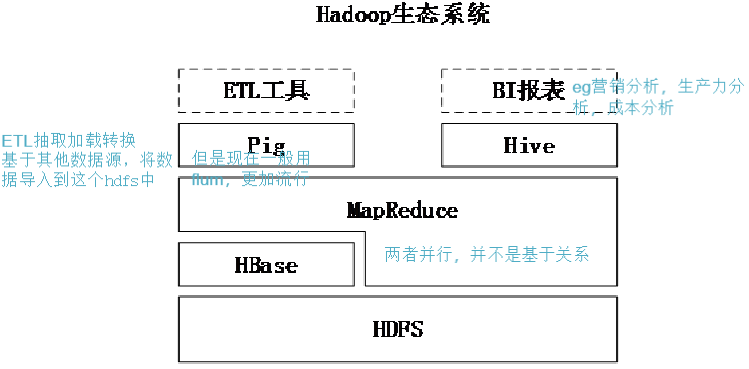 Hadoop生态系统
ETL工具
BI报表
eg营销分析，生产力分
析，成本分析
ETL抽取加载转换
基于其他数据源，将数
据导入到这个hdfs中
Pig
但是现在一般用
flum，更加流行
Hive
MapReduce
HBase
两者并行，并不是基于关系
HDFS